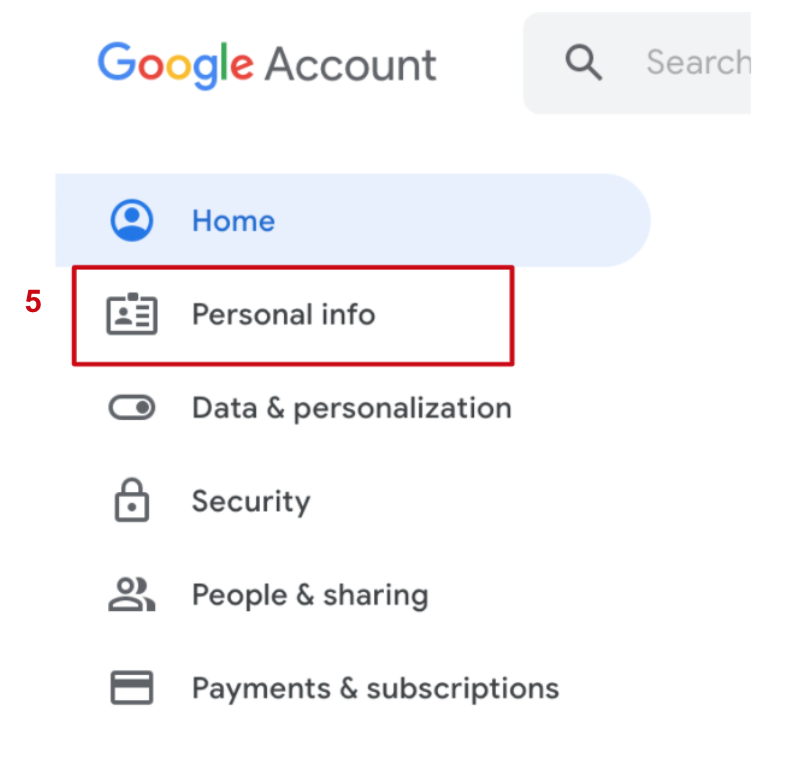 Google Account
Search
Home
5
Personal info
Data & personalization
Security
People & sharing
Payments & subscriptions